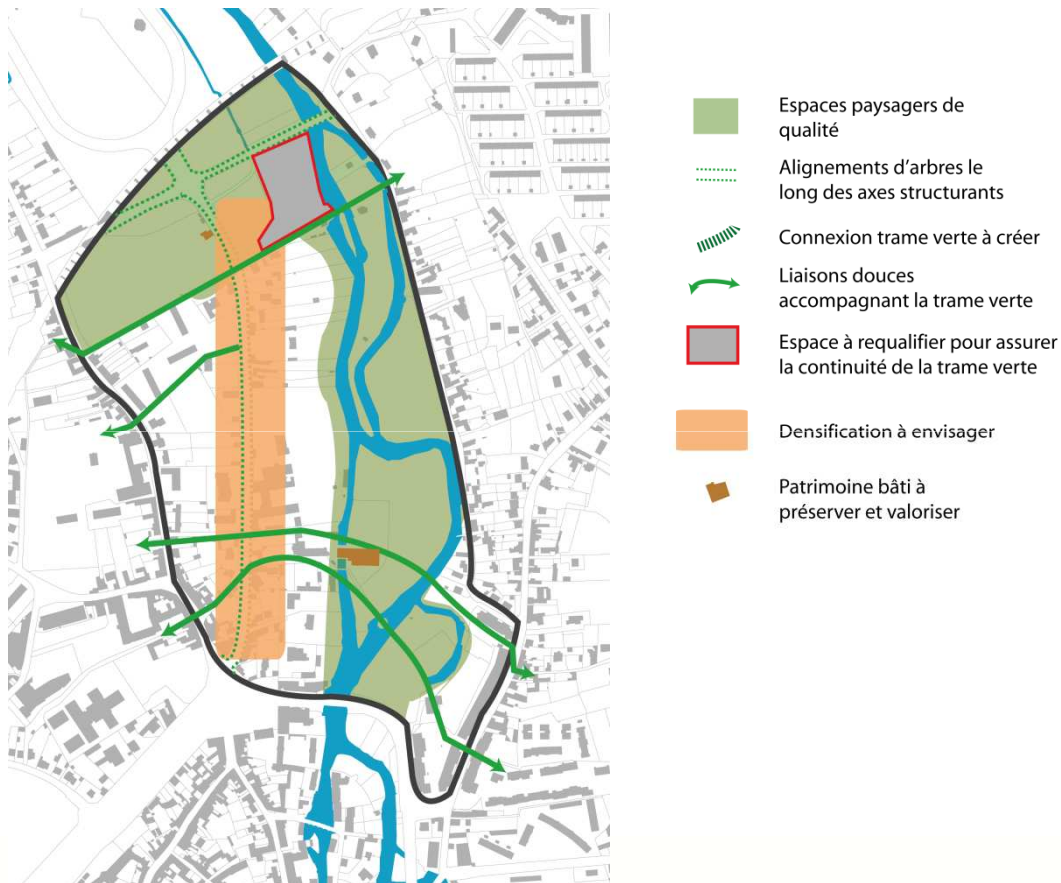 Espaces paysagers de
qualité
Alignements d'arbres le
long des axes structurants
Connexion trame verte à créer
Liaisons douces
accompagnant la trame verte
Espace à requalifier pour assurer
la continuité de la trame verte
Densification à envisager
Patrimoine bâti à
préserver et valoriser